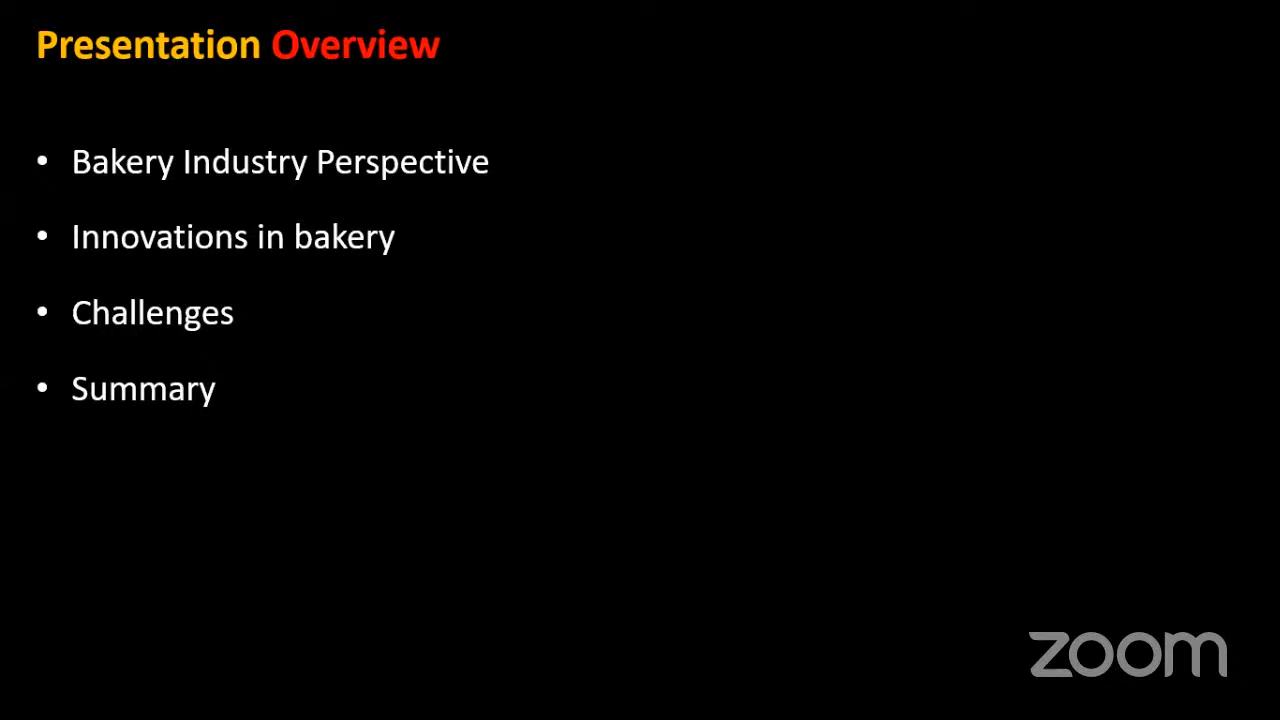 Presentation Overview
• Bakery Industry Perspective
• Innovations in bakery
• Challenges
• Summary
zoom